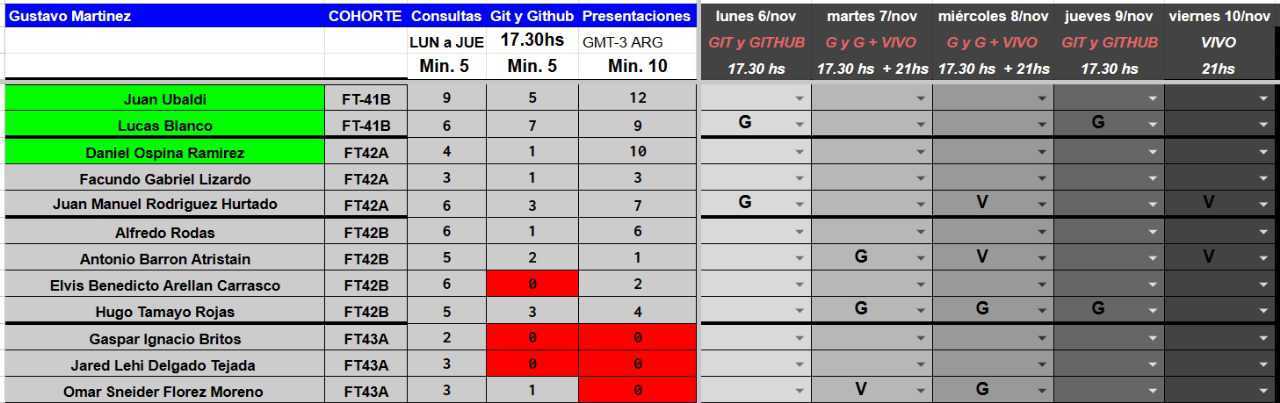 Gustavo Martinez COHORTE Consultas Git y Github Presentaciones lunes 6/nov martes 7/nov miércoles 8/nov jueves 9/nov viernes 10/nov
LUN a JUE 17.30hs GMT-3 ARG GIT y GITHUB G y G + VIVO G y G + VIVO GIT y GITHUB VIVO
Min. 5 Min. 5 Min. 10 17.30 hs 17.30 hs + 21hs 17.30 hs + 21hs 17.30 hs 21hs
Juan Ubaldi FT-41B 9 5 12
Lucas Blanco FT-41B 6 7 9 G G
Daniel Ospina Ramirez FT42A 4 1 10
Facundo Gabriel Lizardo FT42A 3 1 3
Juan Manuel Rodriguez Hurtado FT42A 6 3 7 G V V
Alfredo Rodas FT42B 6 1 6
Antonio Barron Atristain FT42B 5 2 1 G V V
Elvis Benedicto Arellan Carrasco FT42B 6 0 2
Hugo Tamayo Rojas FT42B 5 3 4 G G G
Gaspar Ignacio Britos FT43A 2 0 0
Jared Lehi Delgado Tejada FT43A 3 0 0
Omar Sneider Florez Moreno FT43A 3 1 0 V G